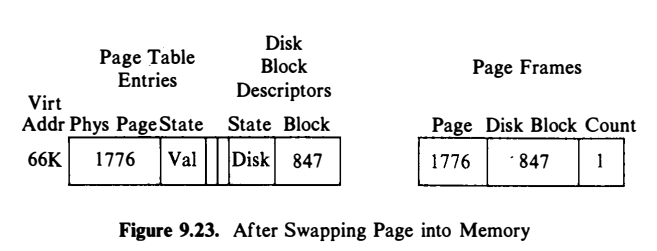 Disk
Page Table Block Page Frames
Entries Descriptors
Virt
Addr Phys Page State State Block Page Disk Block Count
66K 1776 Val Disk 847 1776 847 1
Figure 9.23. After Swapping Page into Memory